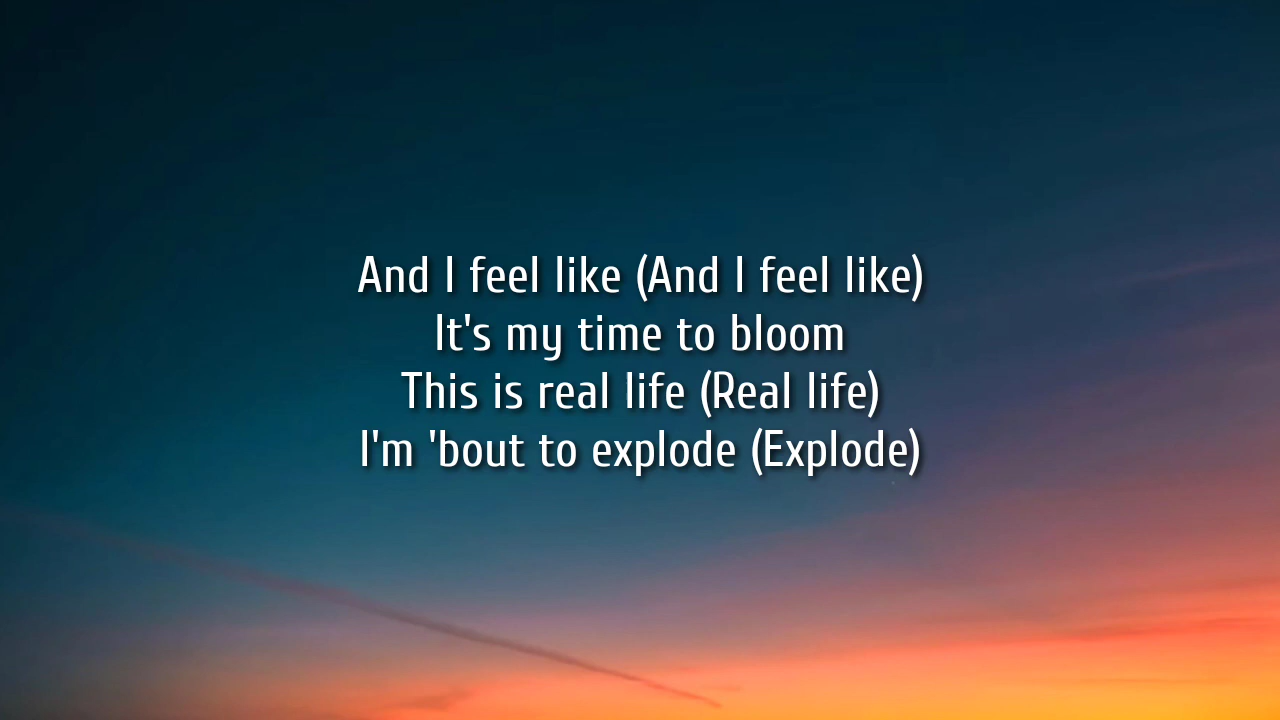 And I feel like (And I feel like)
It's my time to bloom
This is real life (Real life)
I'm 'bout to explode (Explode)